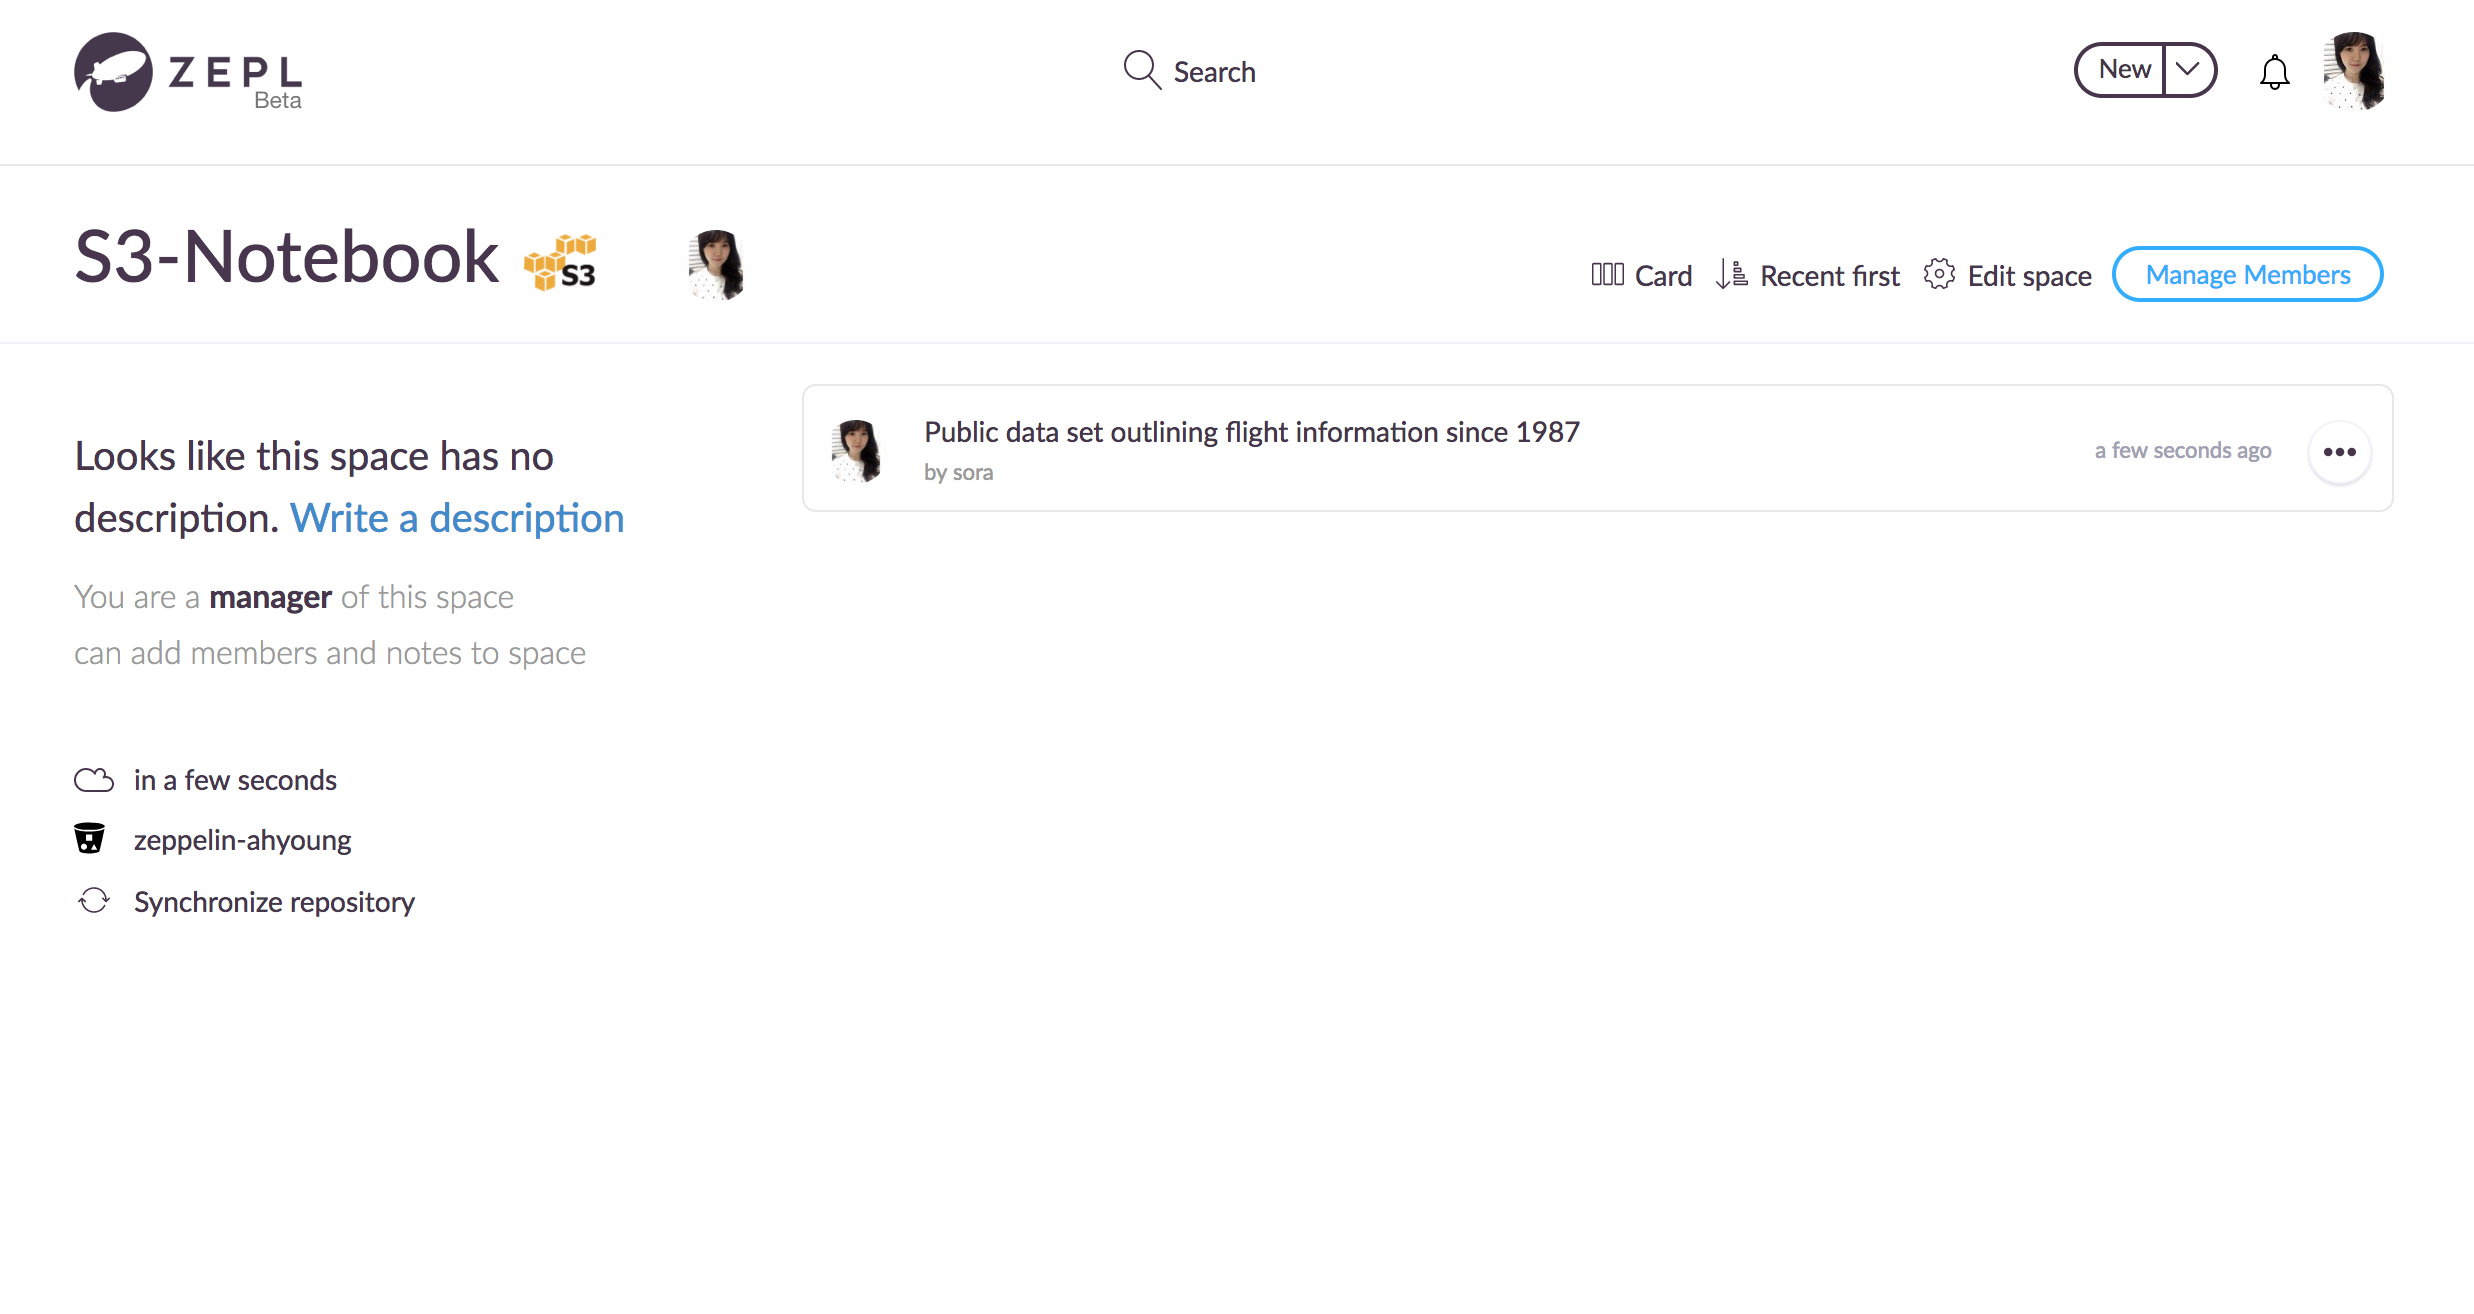 ZEPL
Beta
Search
New
S3-Notebook
S3
Card
Recent first
Edit space
Manage Members
Looks like this space has no
description. Write a description
You are a manager of this space
can add members and notes to space
in a few seconds
zeppelin-ahyoung
Synchronize repository
Public data set outlining flight information since 1987
by sora
a few seconds ago